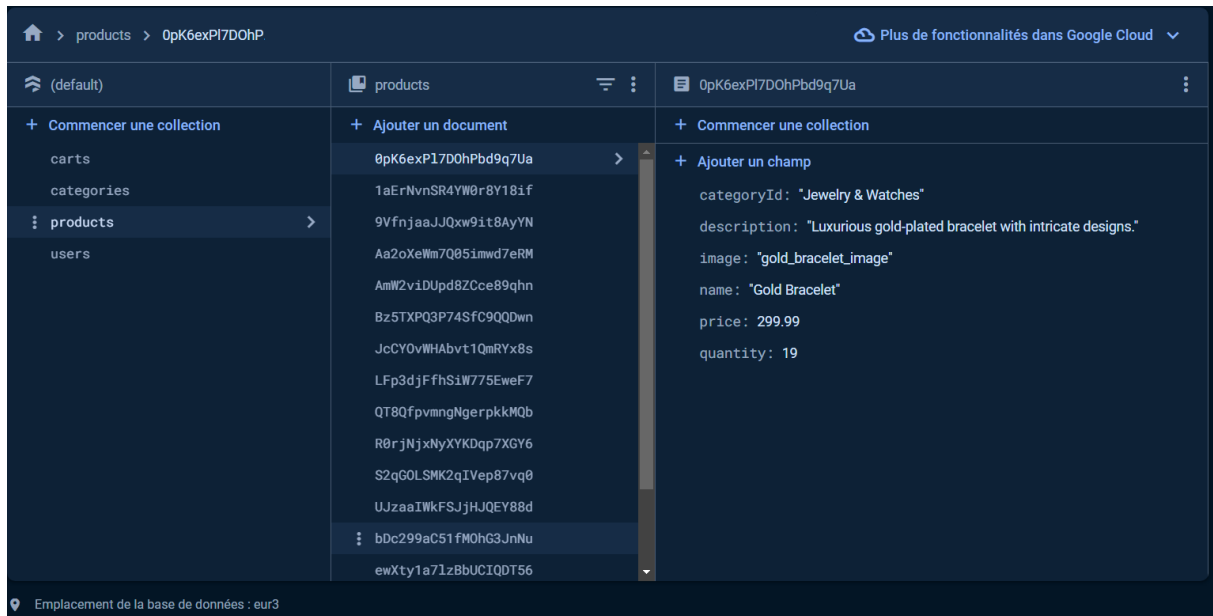 products > 0pK6exPl7DOhP
Plus de fonctionnalités dans Google Cloud
(default)
products
0pK6exPl7DOhPbd9q7Ua
+ Commencer une collection
carts
categories
products
users
+ Ajouter un document
0pK6exPl7DOhPbd9q7Ua
1aErNvnSR4YW0r8Y18if
9VfnjaaJJQxw9it8AyYN
Aa2oXeWm7Q05imwd7eRM
AmW2viDUpd8ZCce89qhn
Bz5TXPQ3P74SfC9QQDwn
JcCYOvWHAbvt1QmRYx8s
LFp3djFfhSiW775EweF7
QT8QfpvmngNgerpkkMQb
R0rjNjxNyXYKDqp7XGY6
S2qGOLSMK2qIVep87vq0
UJzaaIWkFSJjHJQEY88d
bDc299aC51fMOhG3JnNu
ewXty1a7lzBbUCIQDT56
+ Commencer une collection
+ Ajouter un champ
categoryId: "Jewelry & Watches"
description: "Luxurious gold-plated bracelet with intricate designs."
image: "gold_bracelet_image"
name: "Gold Bracelet"
price: 299.99
quantity: 19
Emplacement de la base de données : eur3